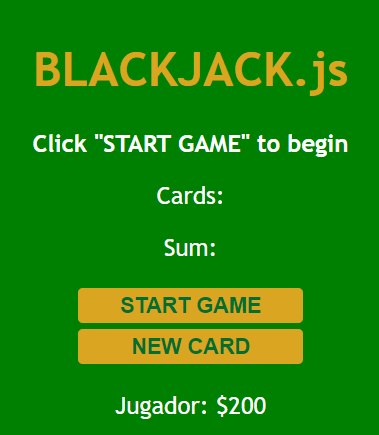 BLACKJACK.js
Click "START GAME" to begin
Cards:
Sum:
START GAME
NEW CARD
Jugador: $200